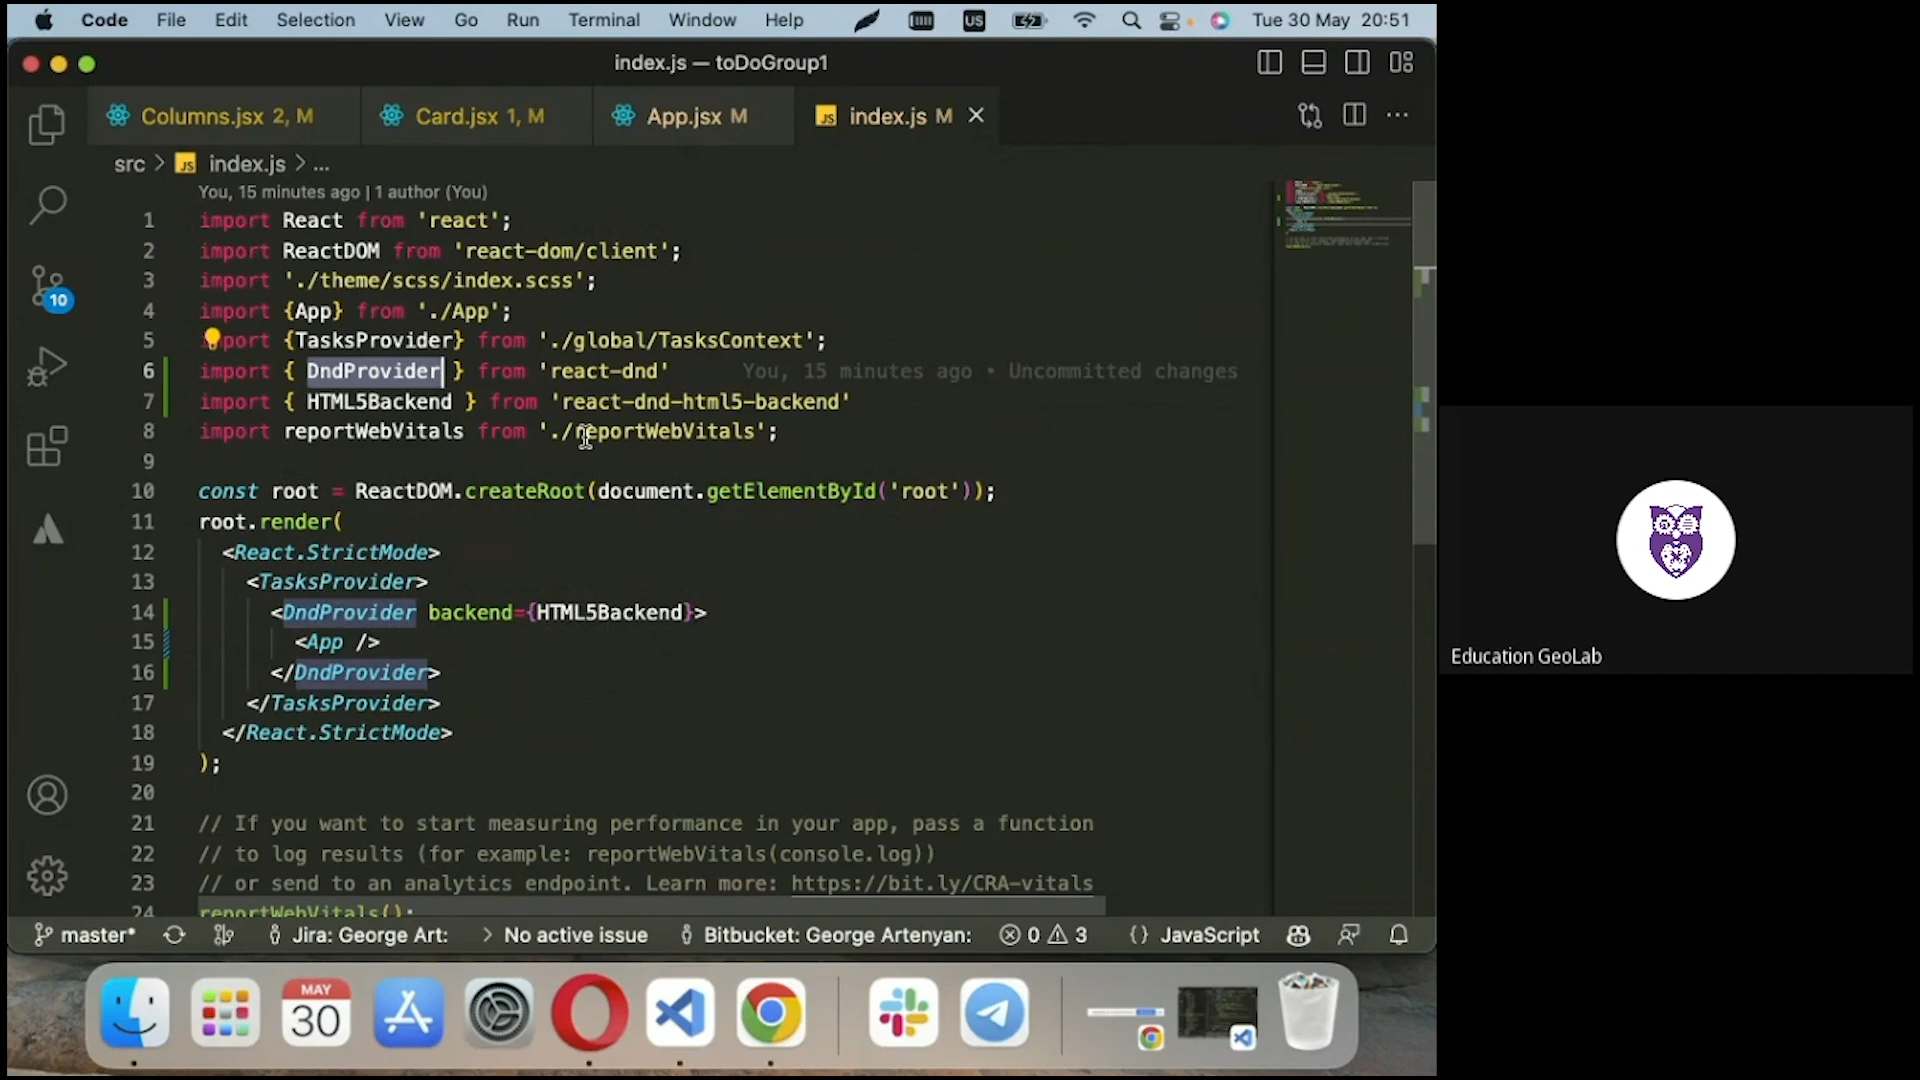 Code File Edit Selection View Go Run Terminal Window Help US Tue 30 May 20:51
index.js — toDoGroup1
Columns.jsx 2, M Card.jsx 1, M App.jsx M JS index.js M
src > JS index.js > ...
You, 15 minutes ago | 1 author (You)
1 import React from 'react';
2 import ReactDOM from 'react-dom/client';
3 import './theme/scss/index.scss';
4 import {App} from './App';
5 import {TasksProvider} from './global/TasksContext';
6 import { DndProvider } from 'react-dnd' You, 15 minutes ago • Uncommitted changes
7 import { HTML5Backend } from 'react-dnd-html5-backend'
8 import reportWebVitals from './reportWebVitals';
9
10 const root = ReactDOM.createRoot(document.getElementById('root'));
11 root.render(
12 <React.StrictMode>
13 <TasksProvider>
14 <DndProvider backend={HTML5Backend}>
15 <App />
16 </DndProvider>
17 </TasksProvider>
18 </React.StrictMode>
19 );
20
21 // If you want to start measuring performance in your app, pass a function
22 // to log results (for example: reportWebVitals(console.log))
23 // or send to an analytics endpoint. Learn more: https://bit.ly/CRA-vitals
24 reportWebVitals();
10
master* Jira: George Art: > No active issue Bitbucket: George Artenyan: 0 3 {} JavaScript
MAY
30
Education GeoLab